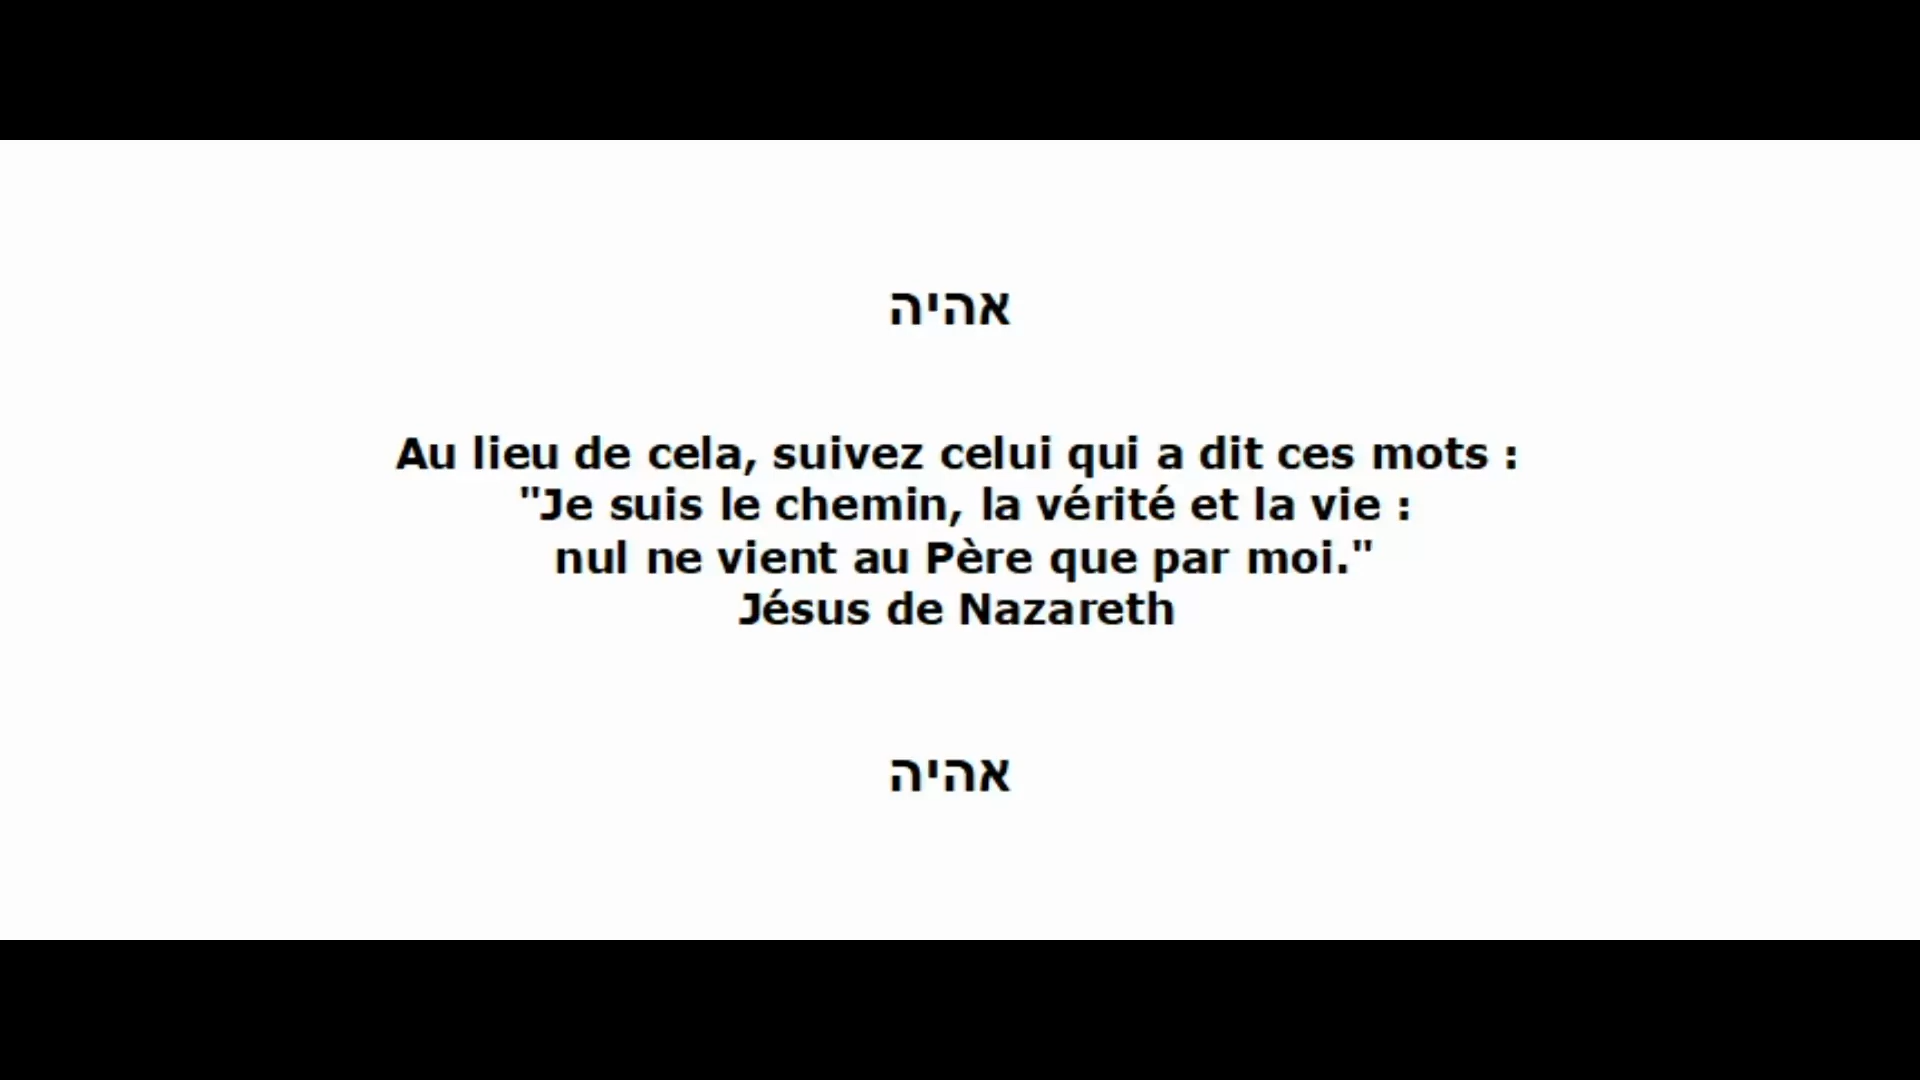 אהיה
Au lieu de cela, suivez celui qui a dit ces mots :
"Je suis le chemin, la vérité et la vie :
nul ne vient au Père que par moi."
Jésus de Nazareth
אהיה